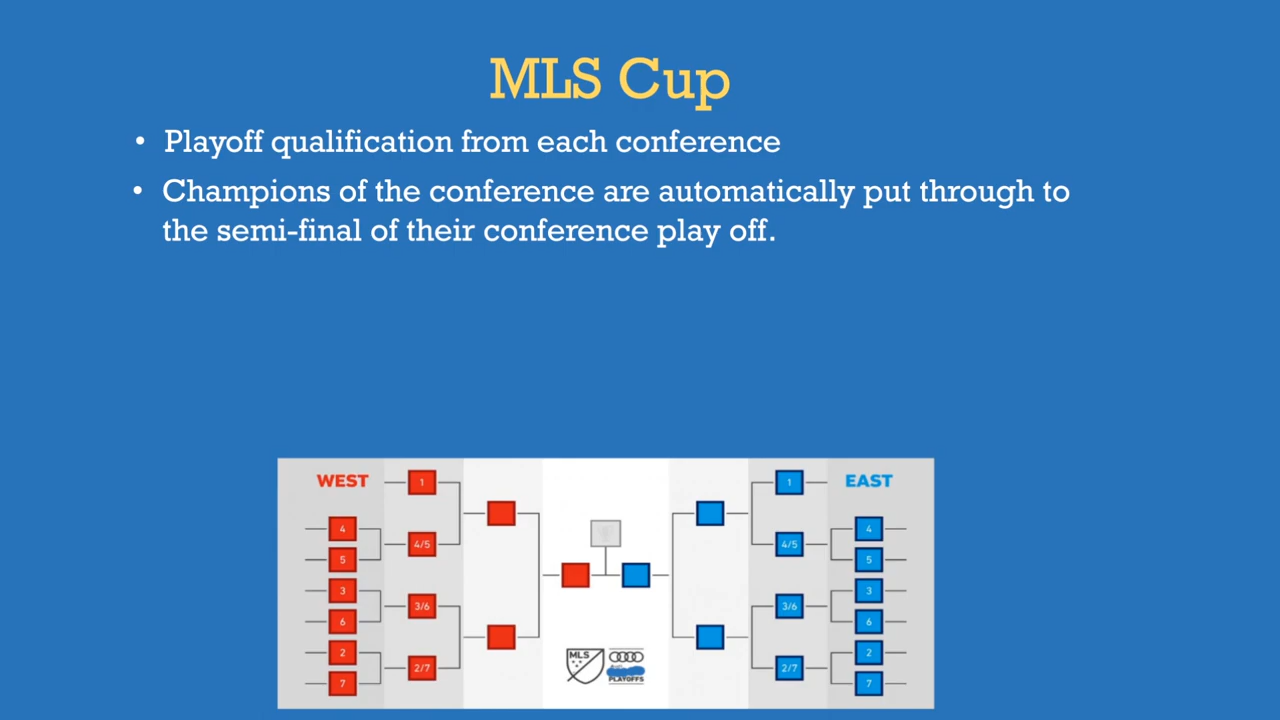 MLS Cup
• Playoff qualification from each conference
• Champions of the conference are automatically put through to
the semi-final of their conference play off.
WEST
1
4
5
4/5
3
6
3/6
2
7
2/7
MLS
PLAYOFFS
EAST
1
4
5
4/5
3
6
3/6
2
7
2/7